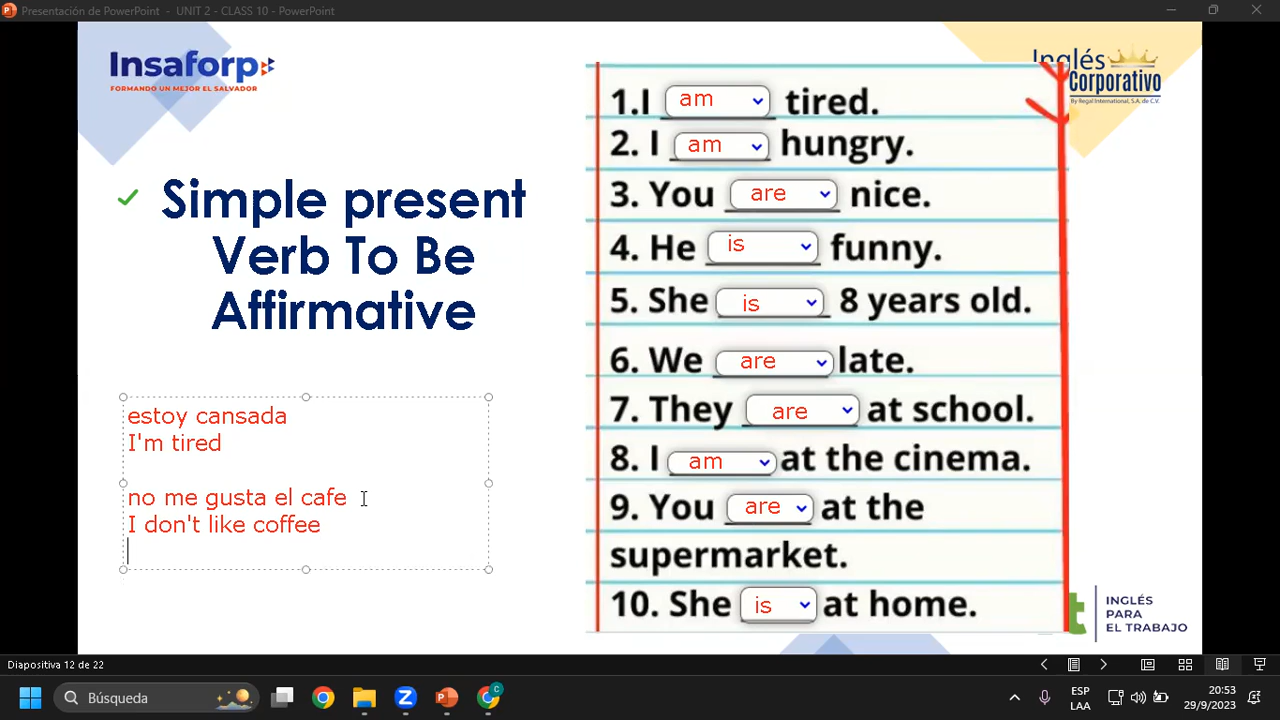 Presentación de PowerPoint - UNIT 2 - CLASS 10 - PowerPoint
Insaforp
FORMANDO UN MEJOR EL SALVADOR
Inglés
Corporativo
By Regal International, S.A. de C.V.
Simple present
Verb To Be
Affirmative
estoy cansada
I'm tired
no me gusta el cafe
I don't like coffee
1.I am tired.
2. I am hungry.
3. You are nice.
4. He is funny.
5. She is 8 years old.
6. We are late.
7. They are at school.
8. I am at the cinema.
9. You are at the
supermarket.
10. She is at home.
t
INGLÉS
PARA
EL TRABAJO
Diapositiva 12 de 22
Búsqueda
C
ESP
LAA
20:53
29/9/2023